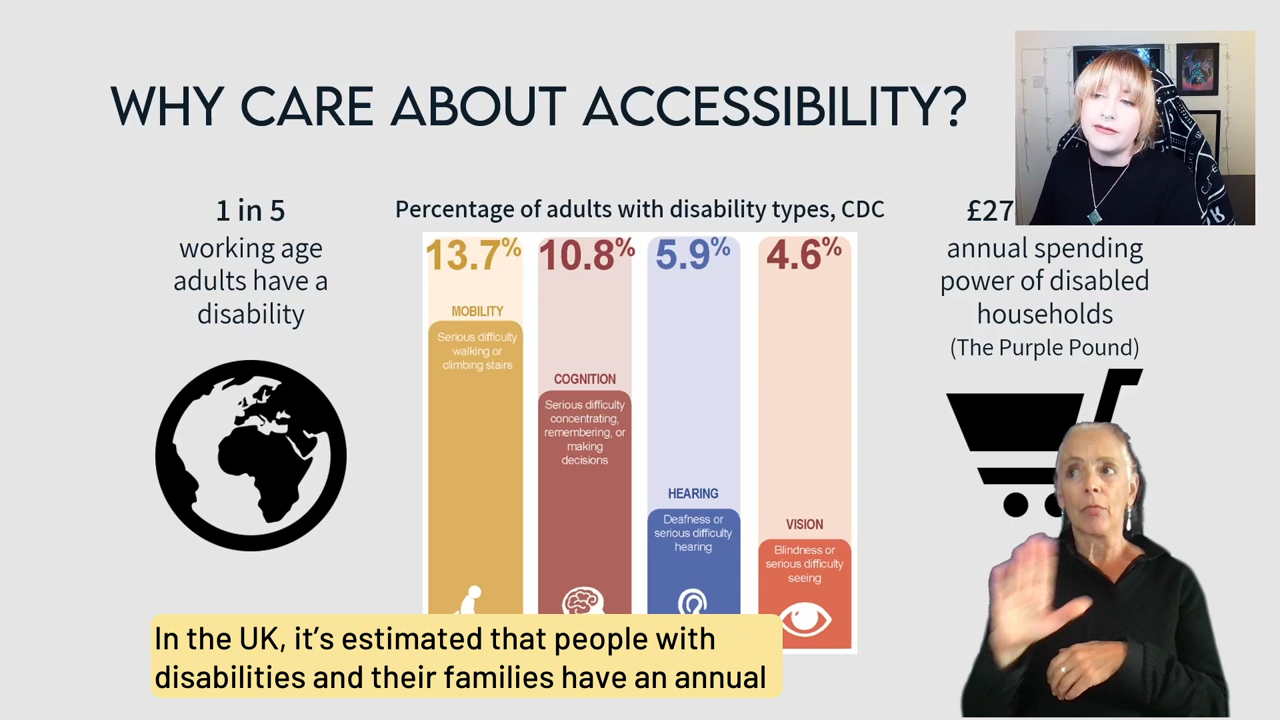 WHY CARE ABOUT ACCESSIBILITY?
1 in 5
working age
adults have a
disability
Percentage of adults with disability types, CDC
13.7%
MOBILITY
Serious difficulty
walking or
climbing stairs
10.8%
COGNITION
Serious difficulty
concentrating,
remembering, or
making
decisions
5.9%
HEARING
Deafness or
serious difficulty
hearing
4.6%
VISION
Blindness or
serious difficulty
seeing
£27
annual spending
power of disabled
households
(The Purple Pound)
In the UK, it’s estimated that people with
disabilities and their families have an annual